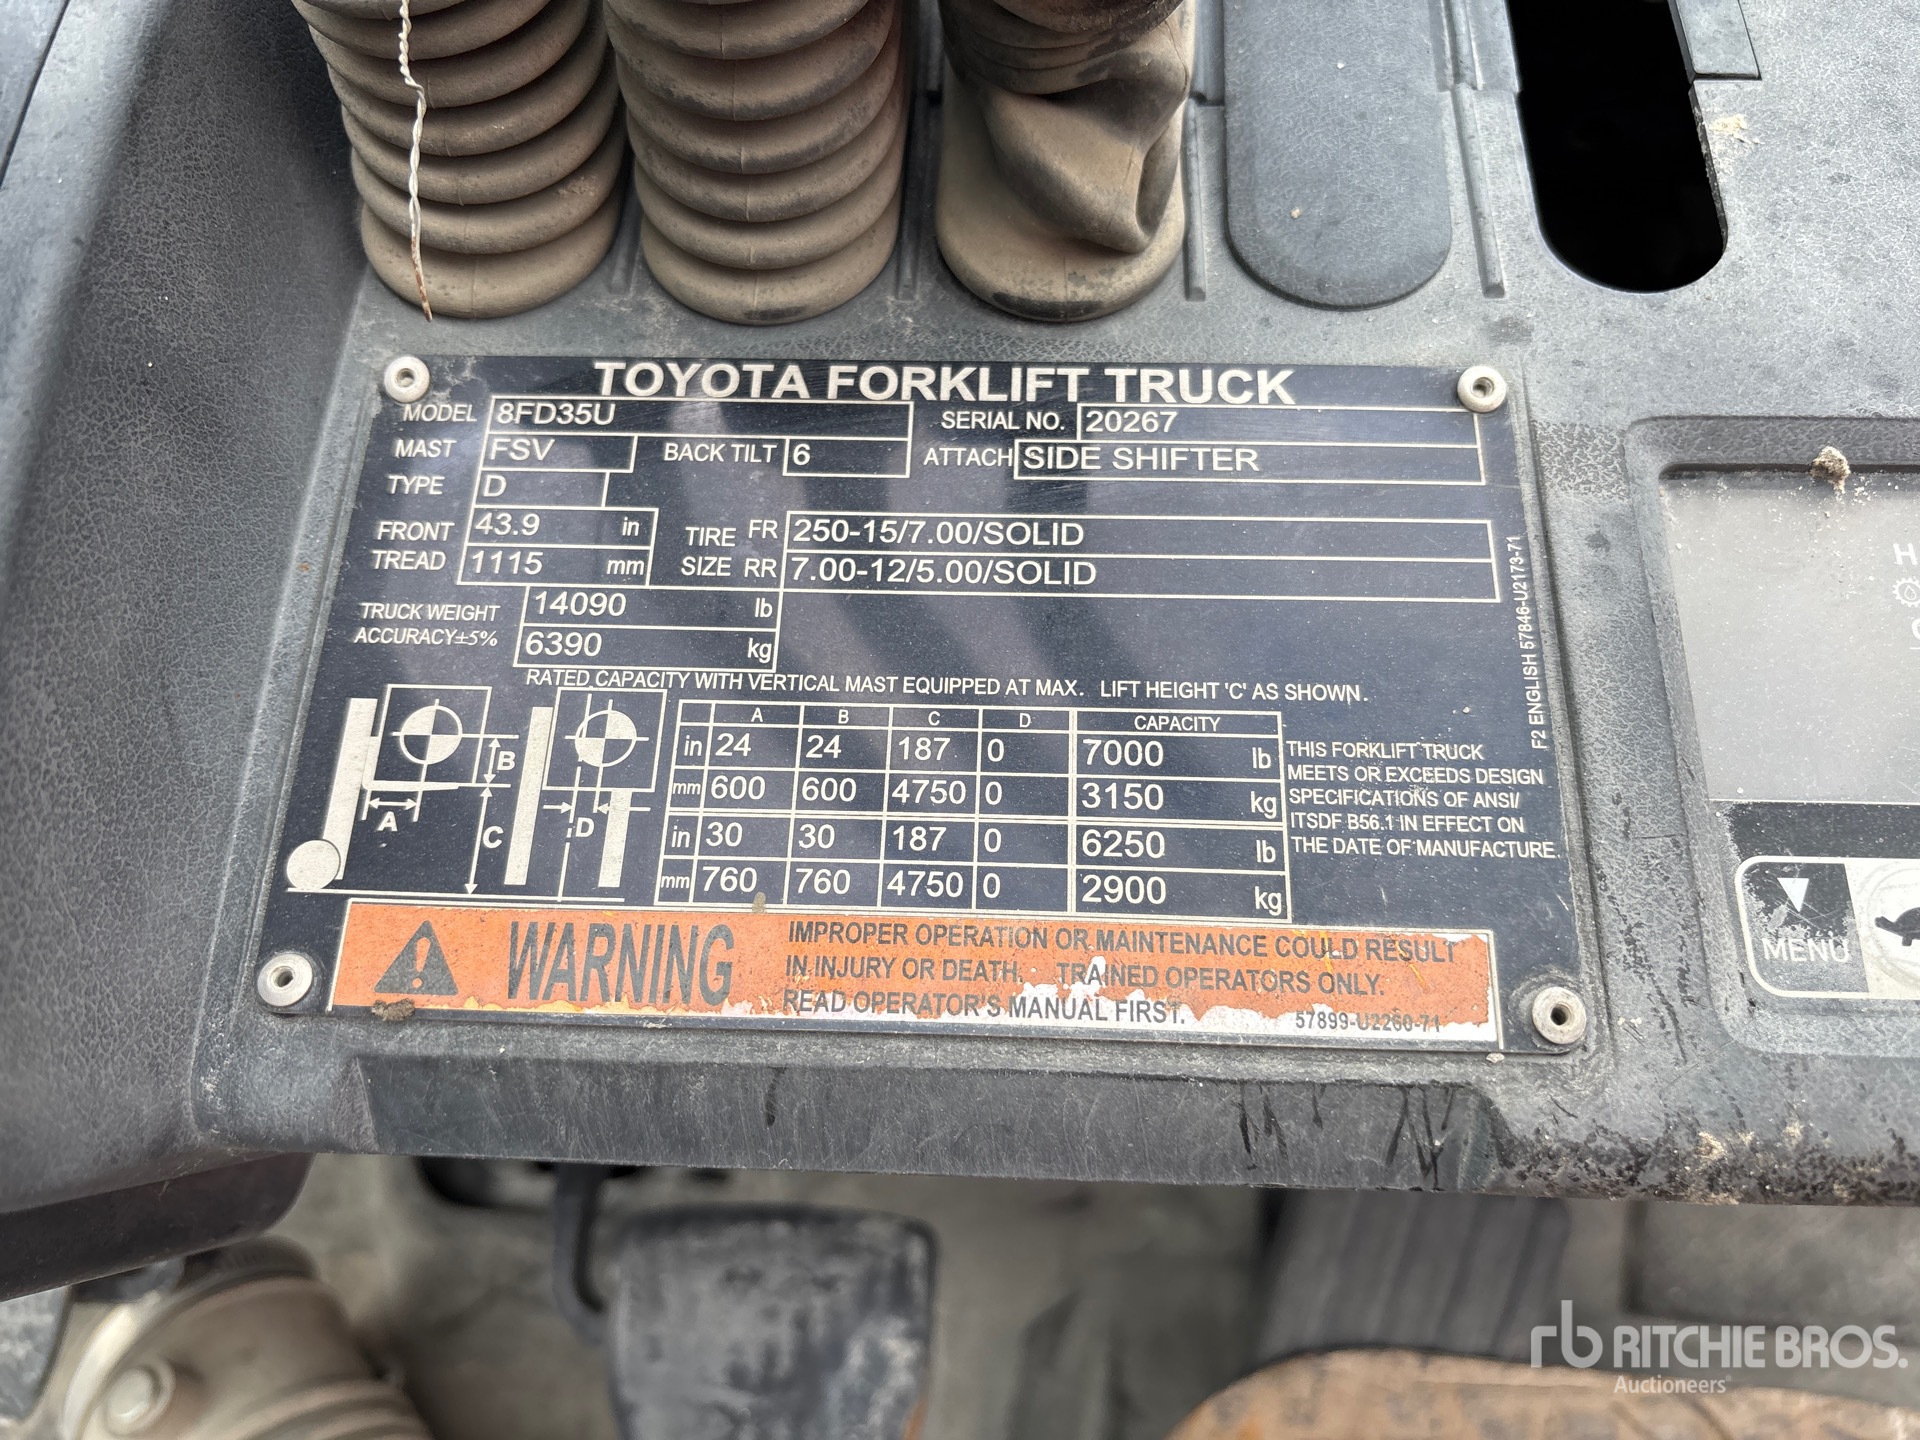 TOYOTA FORKLIFT TRUCK
MODEL 8FD35U SERIAL NO. 20267
MAST FSV BACK TILT 6 ATTACH SIDE SHIFTER
TYPE D
FRONT TREAD 43.9 in TIRE SIZE FR 250-15/7.00/SOLID
1115 mm RR 7.00-12/5.00/SOLID
TRUCK WEIGHT 14090 lb
ACCURACY±5% 6390 kg
RATED CAPACITY WITH VERTICAL MAST EQUIPPED AT MAX. LIFT HEIGHT 'C' AS SHOWN.
A B C D CAPACITY
in 24 24 187 0 7000 lb
mm 600 600 4750 0 3150 kg
in 30 30 187 0 6250 lb
mm 760 760 4750 0 2900 kg
A B C D
THIS FORKLIFT TRUCK
MEETS OR EXCEEDS DESIGN
SPECIFICATIONS OF ANSI/
ITSDF B56.1 IN EFFECT ON
THE DATE OF MANUFACTURE.
F2 ENGLISH 57846-U2173-71
WARNING
IMPROPER OPERATION OR MAINTENANCE COULD RESULT
IN INJURY OR DEATH. TRAINED OPERATORS ONLY.
READ OPERATOR'S MANUAL FIRST.
57899-U2260-71
H
MENU
rb RITCHIE BROS.
Auctioneers